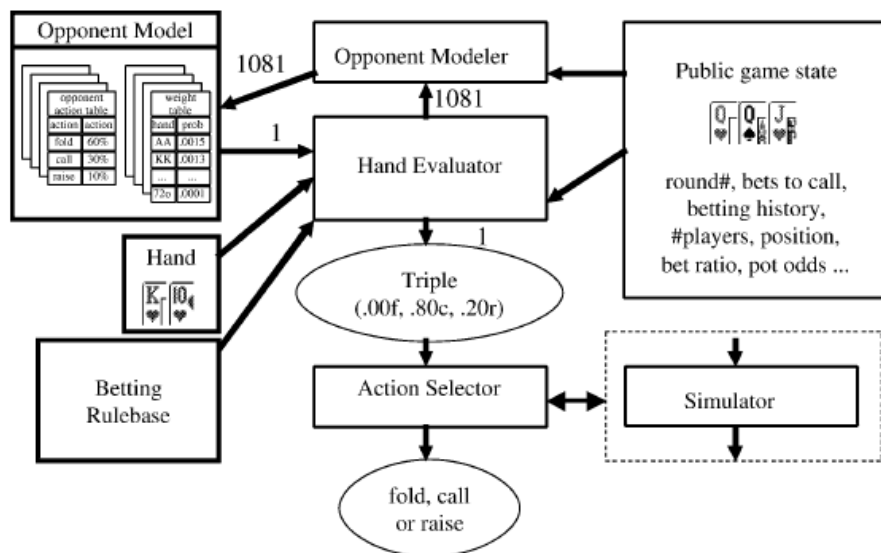 Opponent Model
opponent
action table
action action
fold 60%
call 30%
raise 10%
weight
table
hand prob
AA .0015
KK .0013
... ...
72o .0001
1081
Opponent Modeler
1081
1
Hand Evaluator
Public game state
Q Q J
round#, bets to call,
betting history,
#players, position,
bet ratio, pot odds ...
Hand
K 10
1
Triple
(.00f, .80c, .20r)
Betting
Rulebase
Action Selector
Simulator
fold, call
or raise